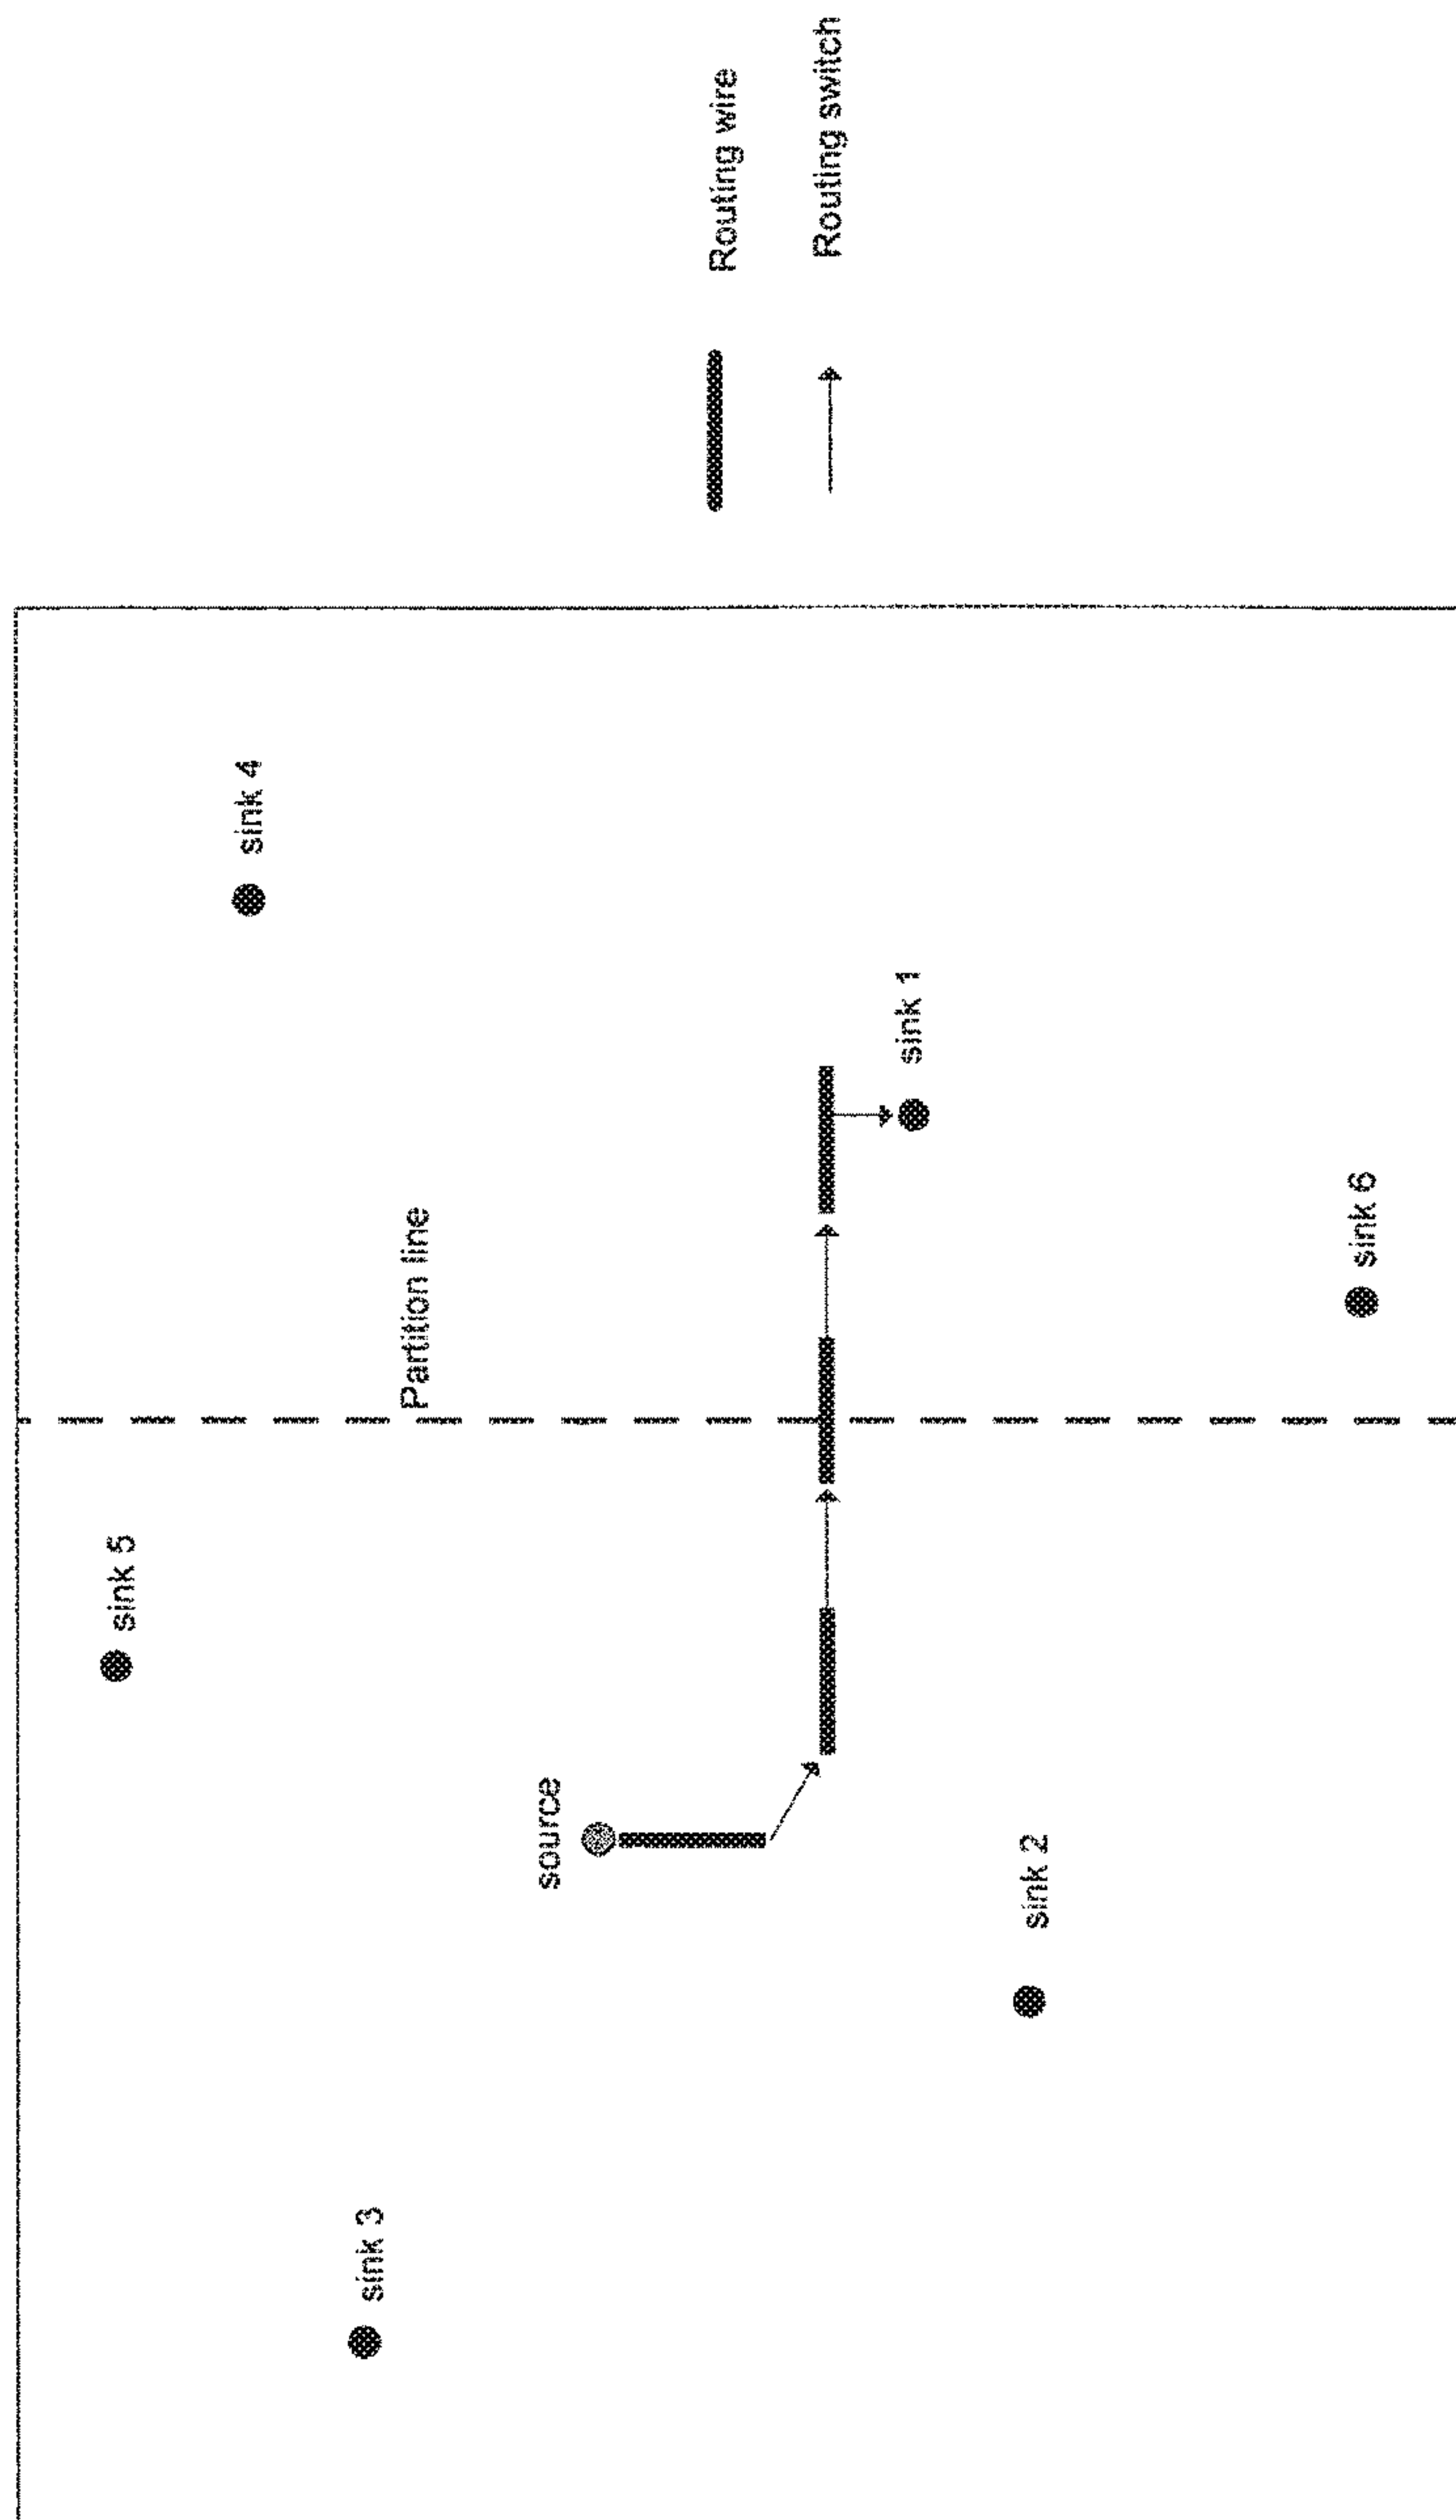 sink 5
sink 4
sink 3
Partition line
source
Routing wire
Routing switch
sink 1
sink 2
sink 6